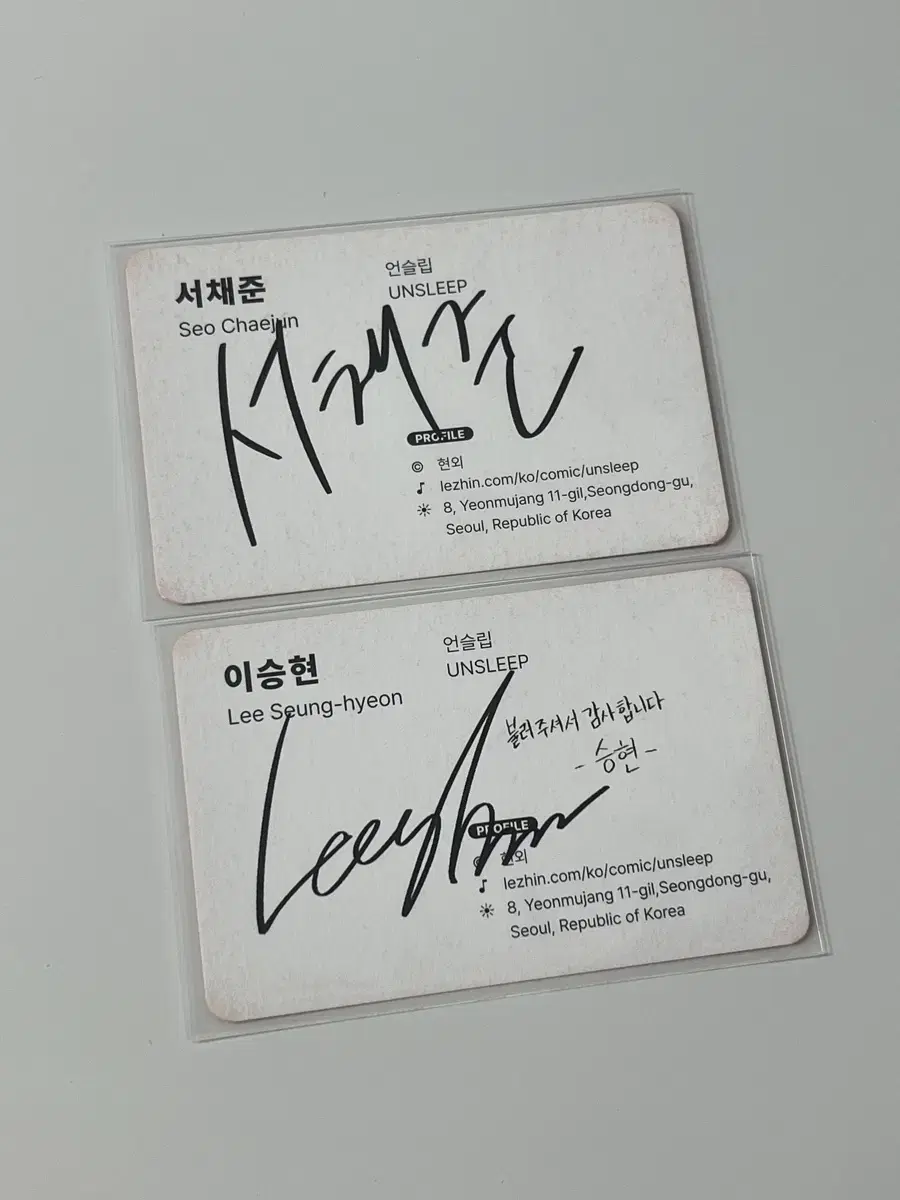 서채준
Seo Chaejun
언슬립
UNSLEEP
서채준
PROFILE
© 현외
lezhin.com/ko/comic/unsleep
8, Yeonmujang 11-gil,Seongdong-gu,
Seoul, Republic of Korea
이승현
Lee Seung-hyeon
언슬립
UNSLEEP
불러주셔서 감사합니다
- 승현 -
PROFILE
© 현외
lezhin.com/ko/comic/unsleep
8, Yeonmujang 11-gil,Seongdong-gu,
Seoul, Republic of Korea